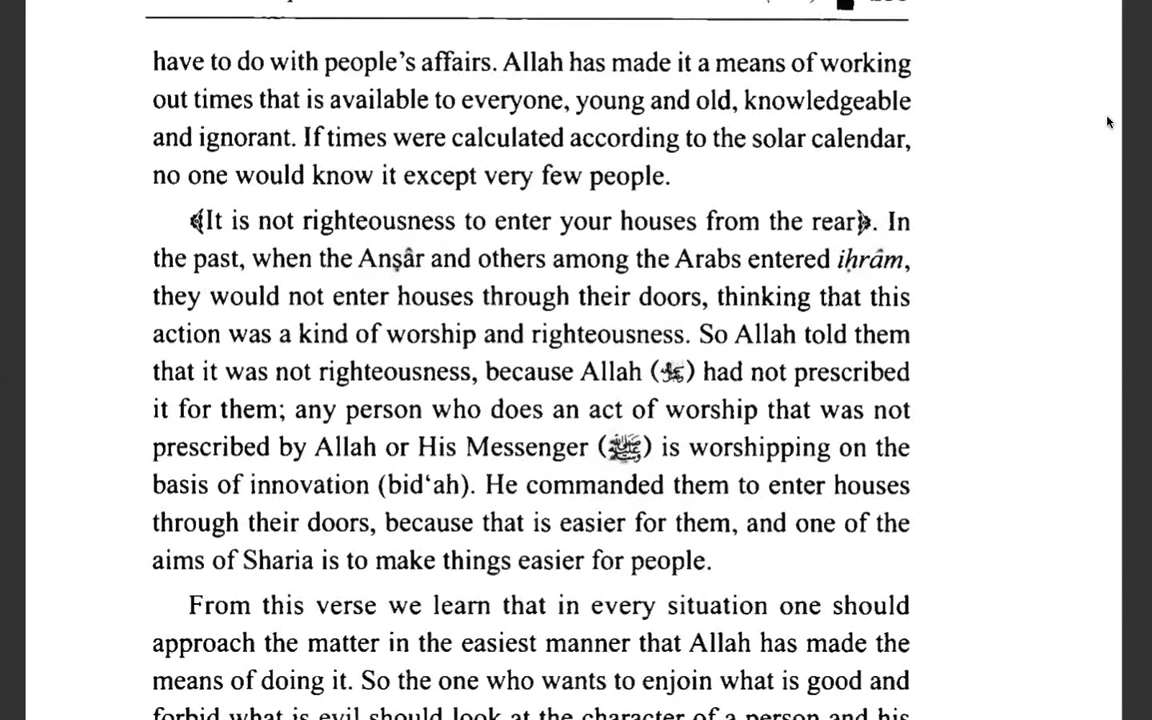 have to do with people's affairs. Allah has made it a means of working
out times that is available to everyone, young and old, knowledgeable
and ignorant. If times were calculated according to the solar calendar,
no one would know it except very few people.
﴾It is not righteousness to enter your houses from the rear﴿. In
the past, when the Anṣâr and others among the Arabs entered iḥrâm,
they would not enter houses through their doors, thinking that this
action was a kind of worship and righteousness. So Allah told them
that it was not righteousness, because Allah () had not prescribed
it for them; any person who does an act of worship that was not
prescribed by Allah or His Messenger (ﷺ) is worshipping on the
basis of innovation (bid‘ah). He commanded them to enter houses
through their doors, because that is easier for them, and one of the
aims of Sharia is to make things easier for people.
From this verse we learn that in every situation one should
approach the matter in the easiest manner that Allah has made the
means of doing it. So the one who wants to enjoin what is good and
forbid what is evil should look at the character of a person and his